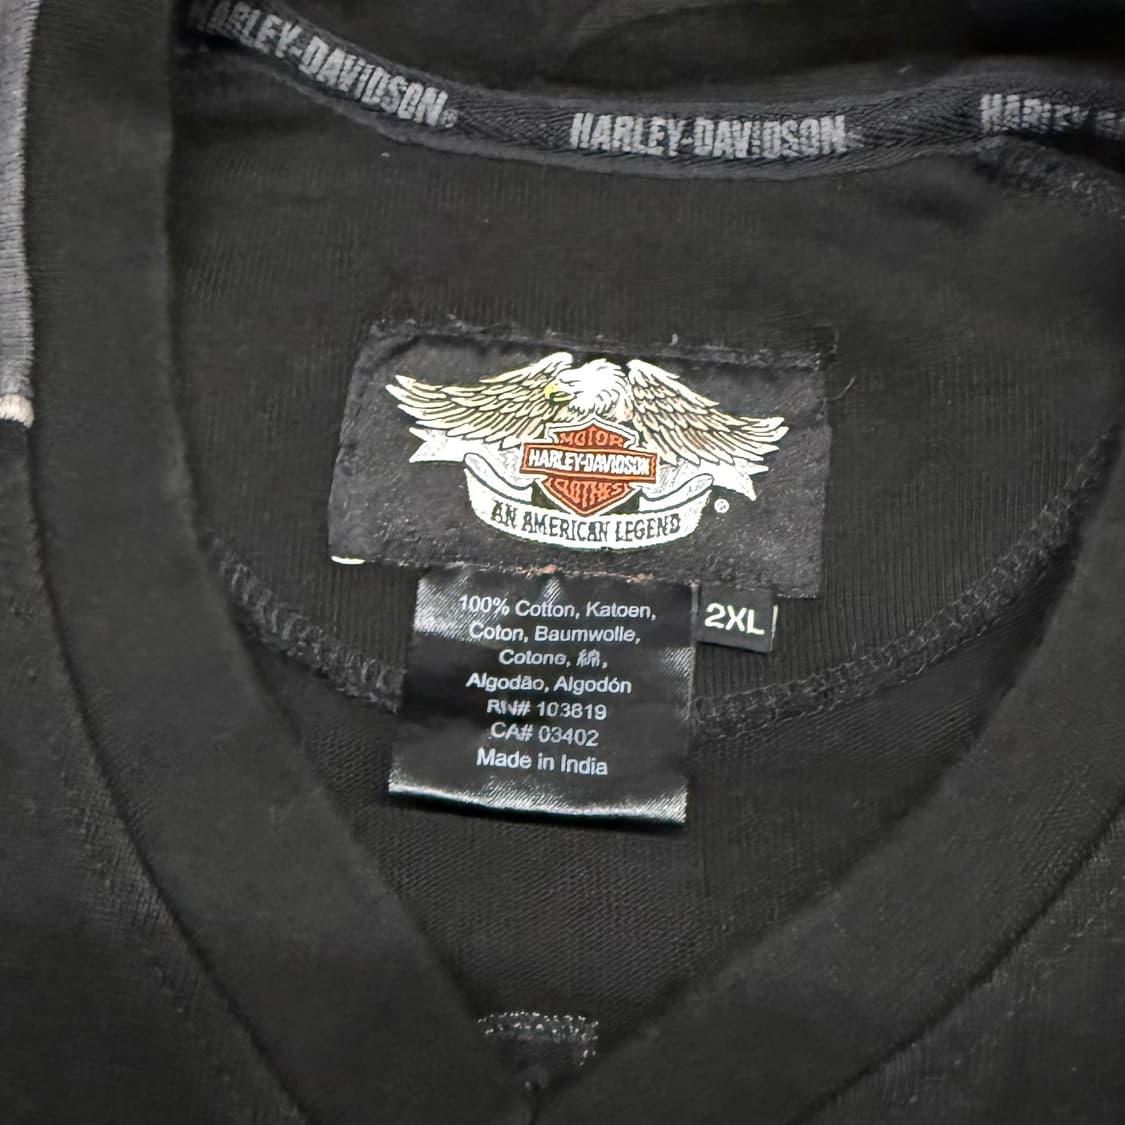 HARLEY-DAVIDSON®
HARLEY-DAVIDSON
MOTOR
HARLEY-DAVIDSON
CLOTHES
AN AMERICAN LEGEND
®
100% Cotton, Katoen,
Coton, Baumwolle,
Cotone, 綿,
Algodão, Algodón
RN# 103819
CA# 03402
Made in India
2XL